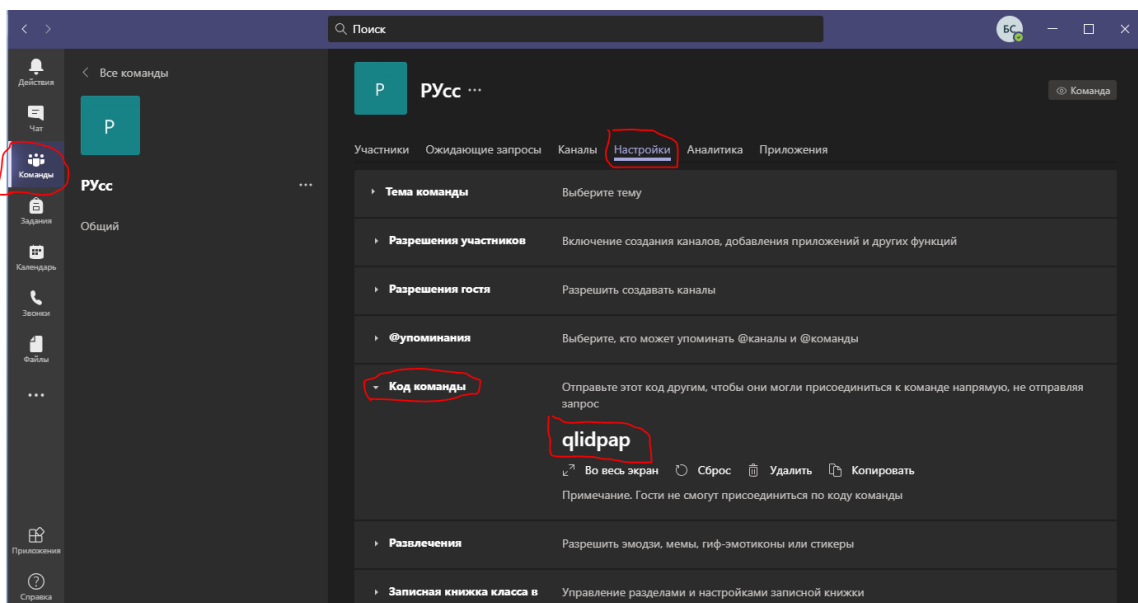 Поиск
БС
Действия
Чат
Команды
Задания
Календарь
Звонки
Файлы
Приложения
Справка
Все команды
Р
РУсс
Общий
Р
РУсс
Команда
Участники Ожидающие запросы Каналы Настройки Аналитика Приложения
Тема команды Выберите тему
Разрешения участников Включение создания каналов, добавления приложений и других функций
Разрешения гостя Разрешить создавать каналы
@упоминания Выберите, кто может упоминать @каналы и @команды
Код команды Отправьте этот код другим, чтобы они могли присоединиться к команде напрямую, не отправляя
запрос
qlidpap
Во весь экран Сброс Удалить Копировать
Примечание. Гости не смогут присоединиться по коду команды
Развлечения Разрешить эмодзи, мемы, гиф-эмотиконы или стикеры
Записная книжка класса в Управление разделами и настройками записной книжки